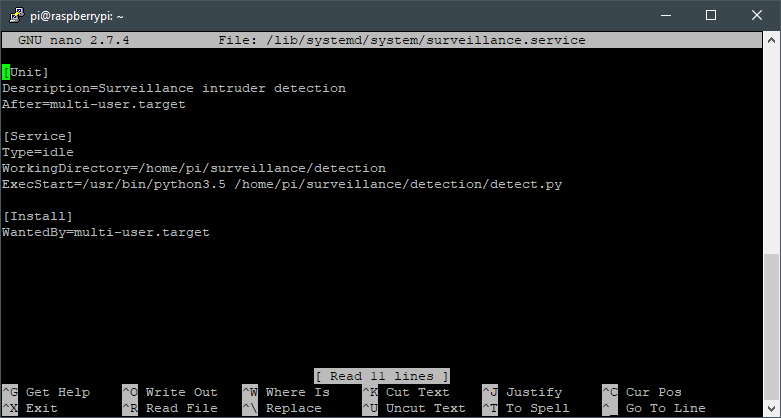 pi@raspberrypi: ~
GNU nano 2.7.4 File: /lib/systemd/system/surveillance.service
[Unit]
Description=Surveillance intruder detection
After=multi-user.target
[Service]
Type=idle
WorkingDirectory=/home/pi/surveillance/detection
ExecStart=/usr/bin/python3.5 /home/pi/surveillance/detection/detect.py
[Install]
WantedBy=multi-user.target
[ Read 11 lines ]
^G Get Help ^O Write Out ^W Where Is ^K Cut Text ^J Justify ^C Cur Pos
^X Exit ^R Read File ^\ Replace ^U Uncut Text ^T To Spell ^_ Go To Line